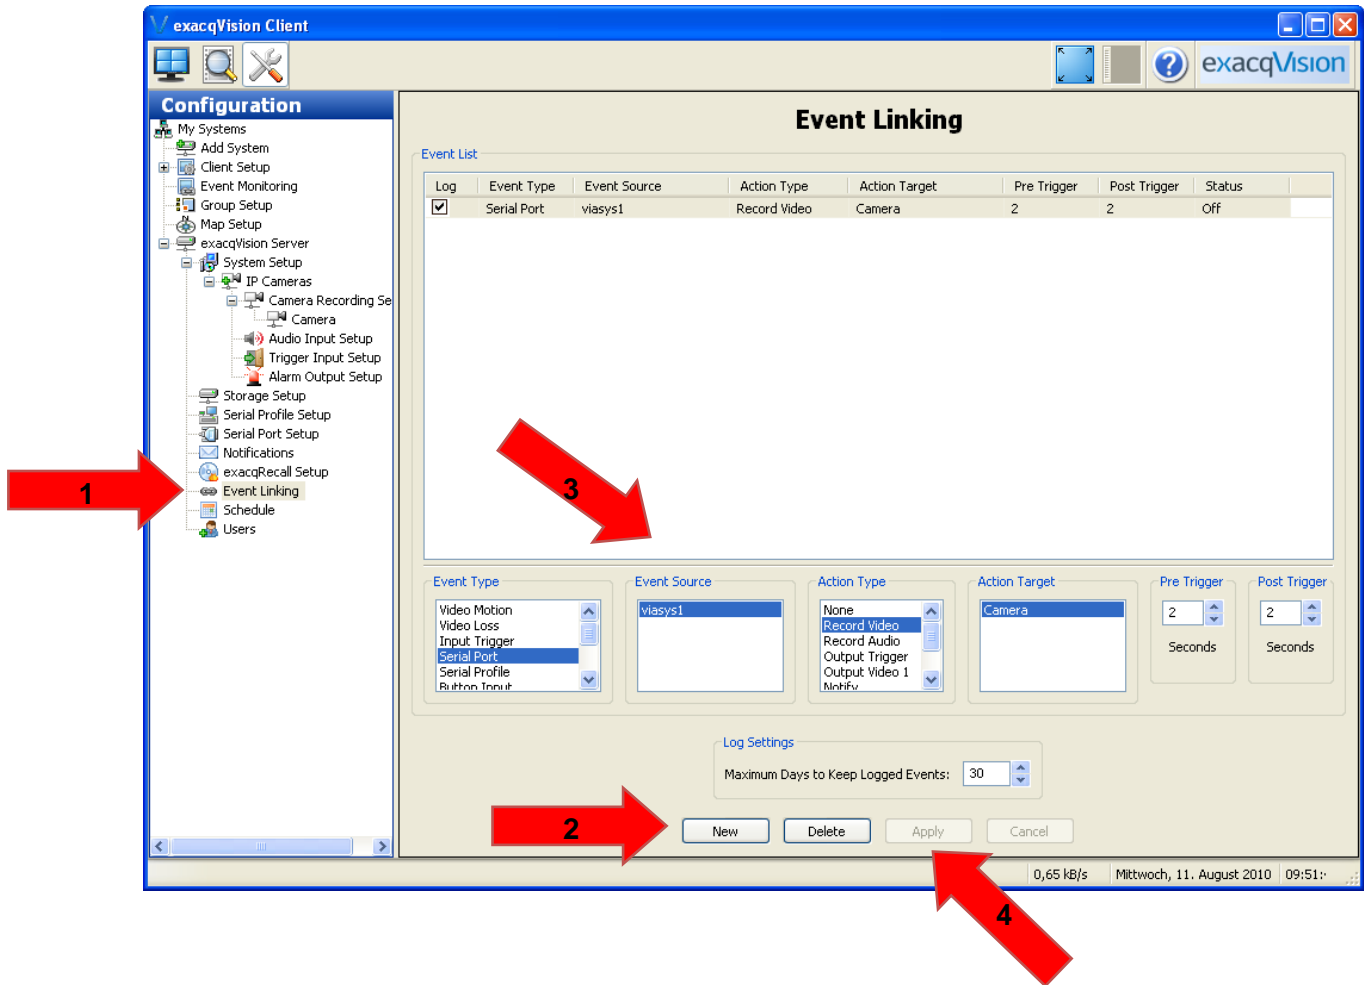 exacqVision Client
exacqVision
Configuration
My Systems
Add System
Client Setup
Event Monitoring
Group Setup
Map Setup
exacqVision Server
System Setup
IP Cameras
Camera Recording Se
Camera
Audio Input Setup
Trigger Input Setup
Alarm Output Setup
Storage Setup
Serial Profile Setup
Serial Port Setup
Notifications
exacqRecall Setup
Event Linking
Schedule
Users
1
Event Linking
Event List
Log Event Type Event Source Action Type Action Target Pre Trigger Post Trigger Status
Serial Port viasys1 Record Video Camera 2 2 Off
3
Event Type
Video Motion
Video Loss
Input Trigger
Serial Port
Serial Profile
Button Input
Event Source
viasys1
Action Type
None
Record Video
Record Audio
Output Trigger
Output Video 1
Notify
Action Target
Camera
Pre Trigger
2
Seconds
Post Trigger
2
Seconds
Log Settings
Maximum Days to Keep Logged Events: 30
2
New Delete Apply Cancel
0,65 kB/s Mittwoch, 11. August 2010 09:51:
4